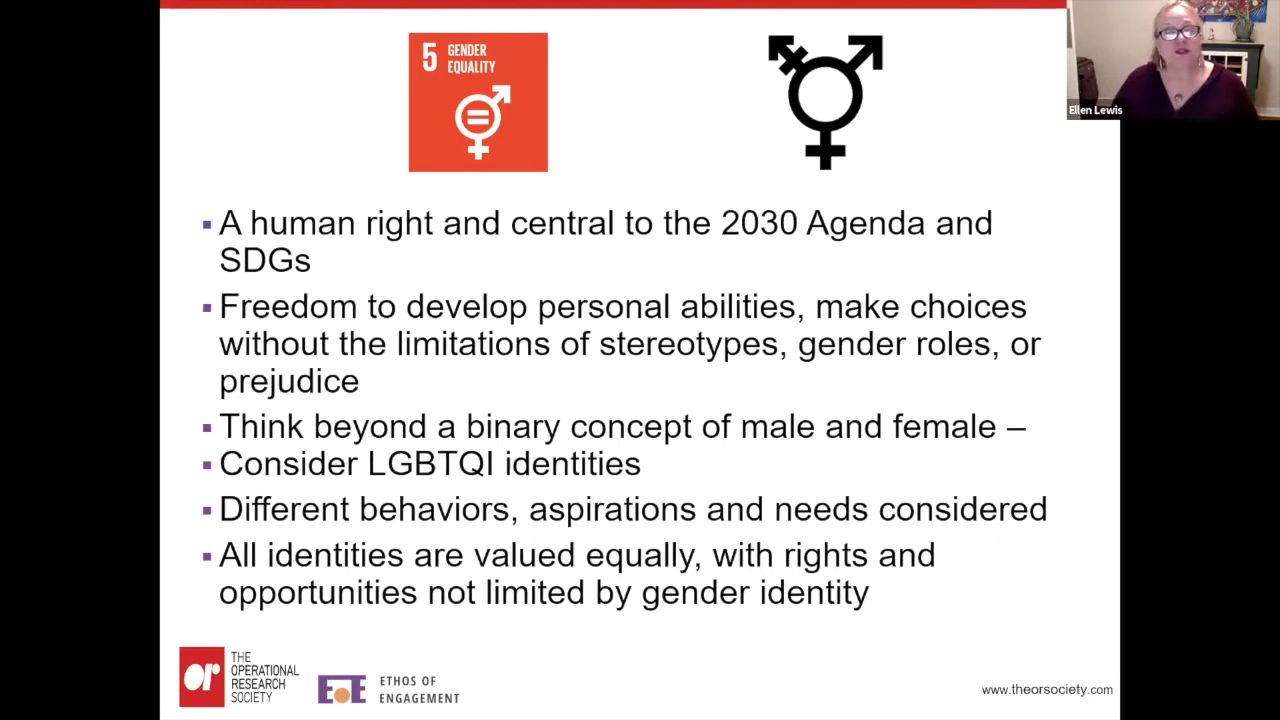 5 GENDER
EQUALITY
Ellen Lewis
A human right and central to the 2030 Agenda and
SDGs
Freedom to develop personal abilities, make choices
without the limitations of stereotypes, gender roles, or
prejudice
Think beyond a binary concept of male and female –
Consider LGBTQI identities
Different behaviors, aspirations and needs considered
All identities are valued equally, with rights and
opportunities not limited by gender identity
or
THE
OPERATIONAL
RESEARCH
SOCIETY
EoE
ETHOS OF
ENGAGEMENT
www.theorsociety.com